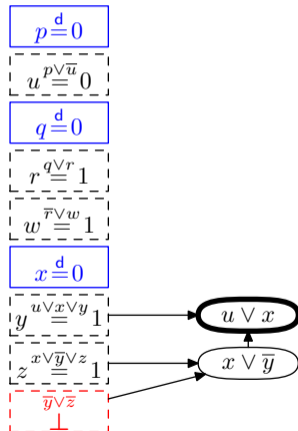 p =ᵈ 0
u =^{p∨u̅} 0
q =ᵈ 0
r =^{q∨r} 1
w =^{r̅∨w} 1
x =ᵈ 0
y =^{u∨x∨y} 1
u ∨ x
z =^{x∨y̅∨z} 1
x ∨ y̅
y̅∨z̅
⊥